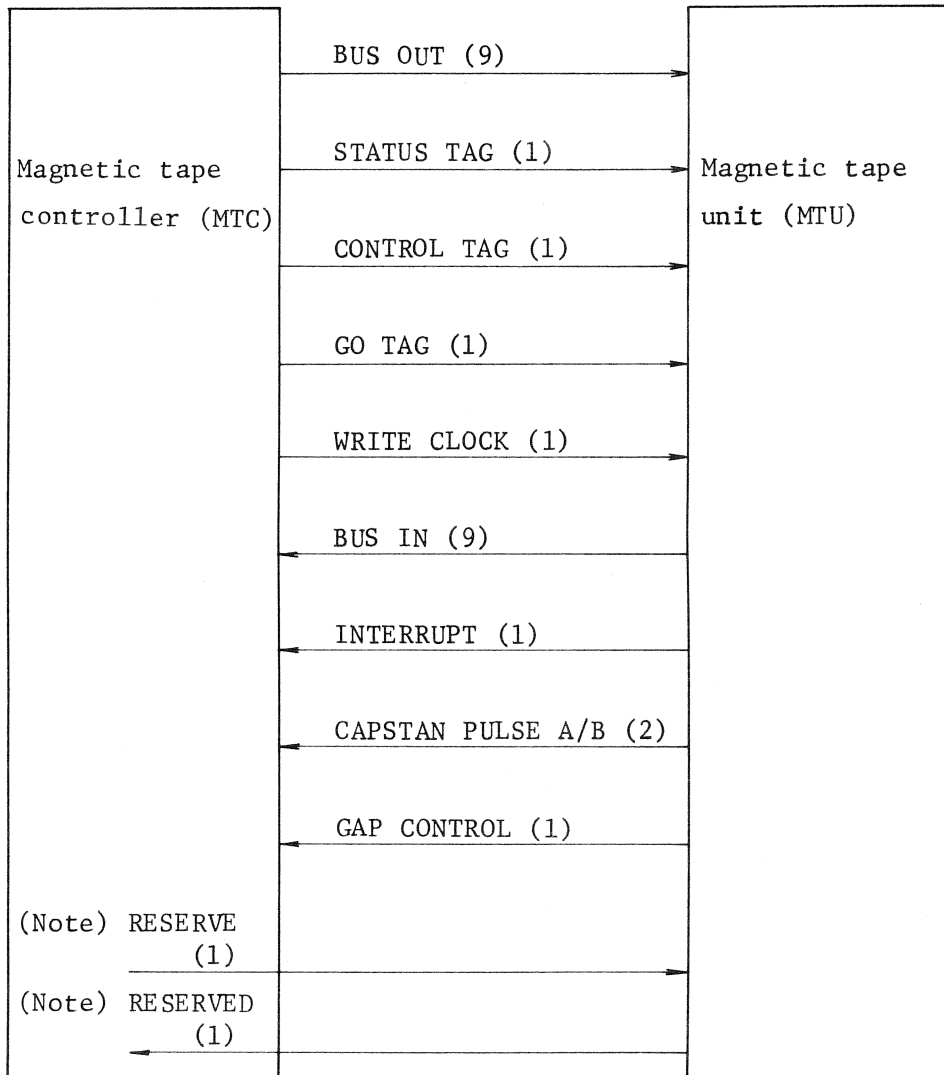 BUS OUT (9)
STATUS TAG (1)
Magnetic tape
controller (MTC)
Magnetic tape
unit (MTU)
CONTROL TAG (1)
GO TAG (1)
WRITE CLOCK (1)
BUS IN (9)
INTERRUPT (1)
CAPSTAN PULSE A/B (2)
GAP CONTROL (1)
(Note) RESERVE
(1)
(Note) RESERVED
(1)